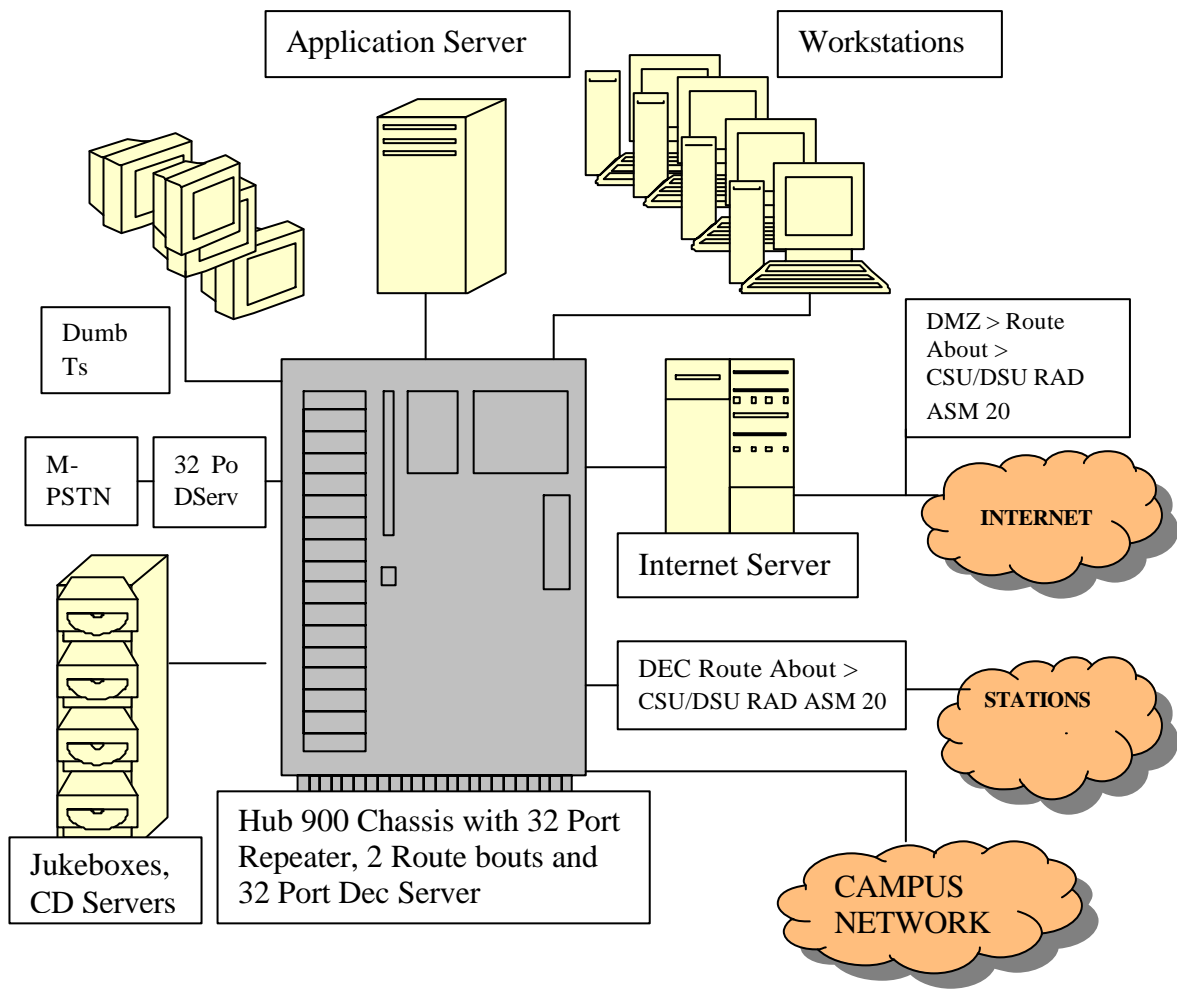 Application Server
Workstations
Dumb
Ts
DMZ > Route
About >
CSU/DSU RAD
ASM 20
M-
PSTN
32 Po
DServ
INTERNET
Internet Server
DEC Route About >
CSU/DSU RAD ASM 20
STATIONS
.
Hub 900 Chassis with 32 Port
Repeater, 2 Route bouts and
32 Port Dec Server
Jukeboxes,
CD Servers
CAMPUS
NETWORK